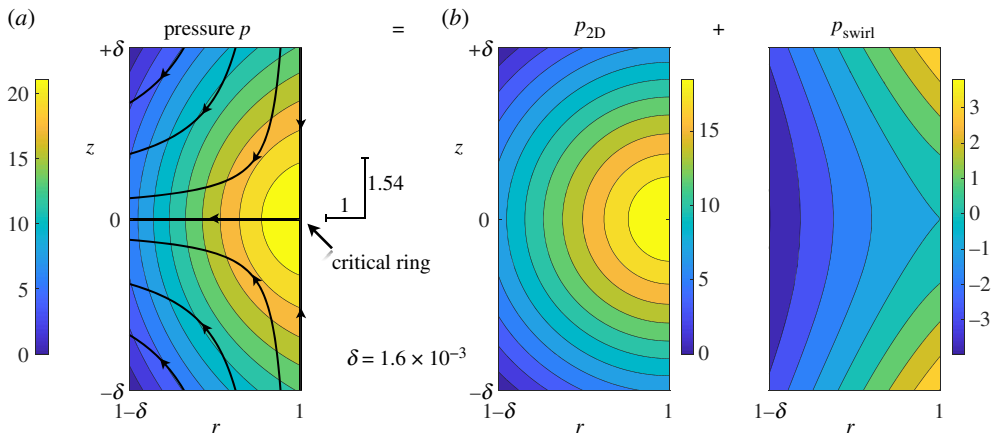 (a) pressure p = (b) p2D + pswirl
+δ
20
15
10
5
0
z
0
−δ
1–δ
1
r
1
1.54
critical ring
δ = 1.6 × 10−3
+δ
z
0
−δ
1–δ
1
r
15
10
5
0
1–δ
1
r
3
2
1
0
−1
−2
−3